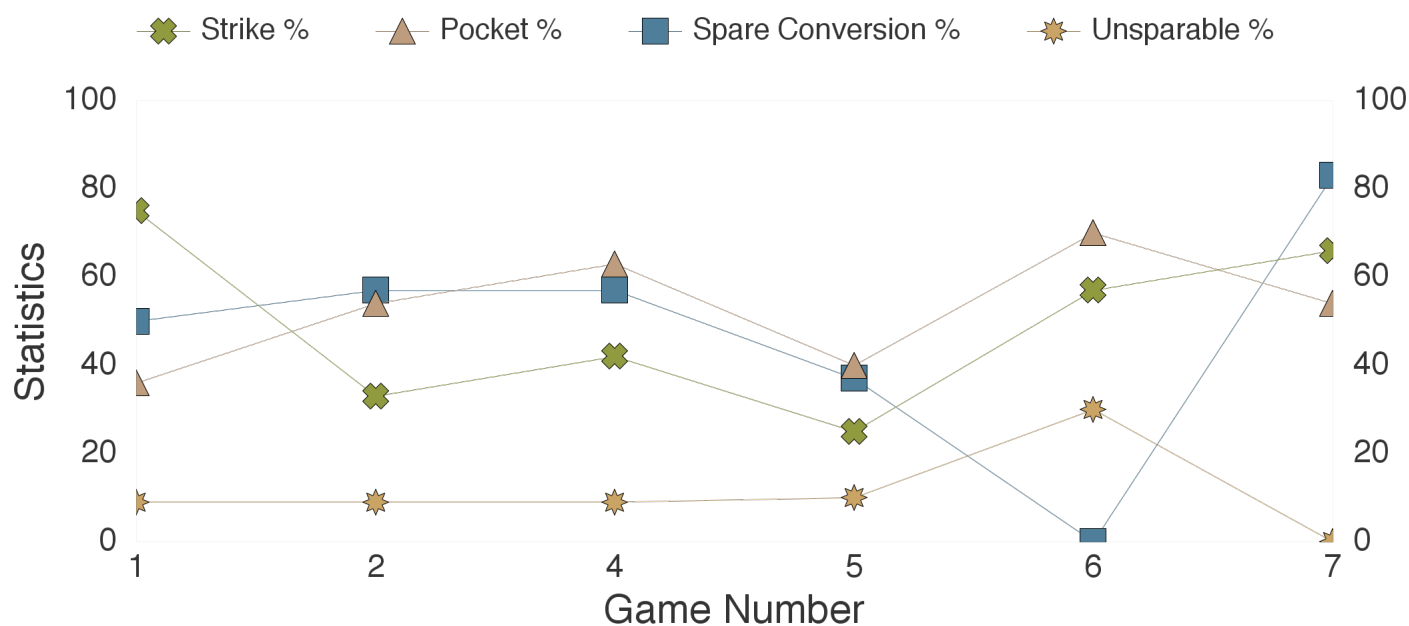 Strike % Pocket % Spare Conversion % Unsparable %
100 100
80 80
60 60
40 40
20 20
0 0
Statistics
1 2 4 5 6 7
Game Number